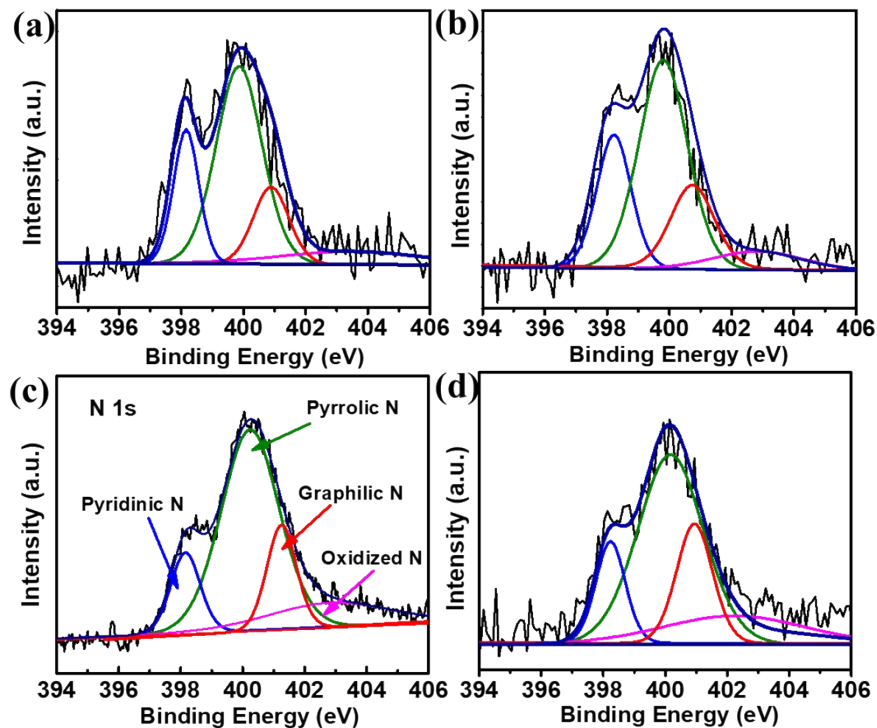 (a)
Intensity (a.u.)
394 396 398 400 402 404 406
Binding Energy (eV)
(b)
Intensity (a.u.)
394 396 398 400 402 404 406
Binding Energy (eV)
(c)
N 1s
Pyrrolic N
Pyridinic N
Graphilic N
Oxidized N
Intensity (a.u.)
394 396 398 400 402 404 406
Binding Energy (eV)
(d)
Intensity (a.u.)
394 396 398 400 402 404 406
Binding Energy (eV)